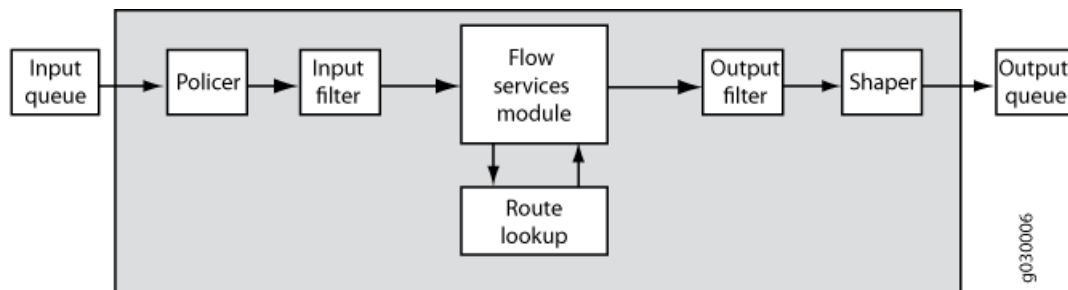 Input
queue
Policer
Input
filter
Flow
services
module
Route
lookup
Output
filter
Shaper
Output
queue
g030006